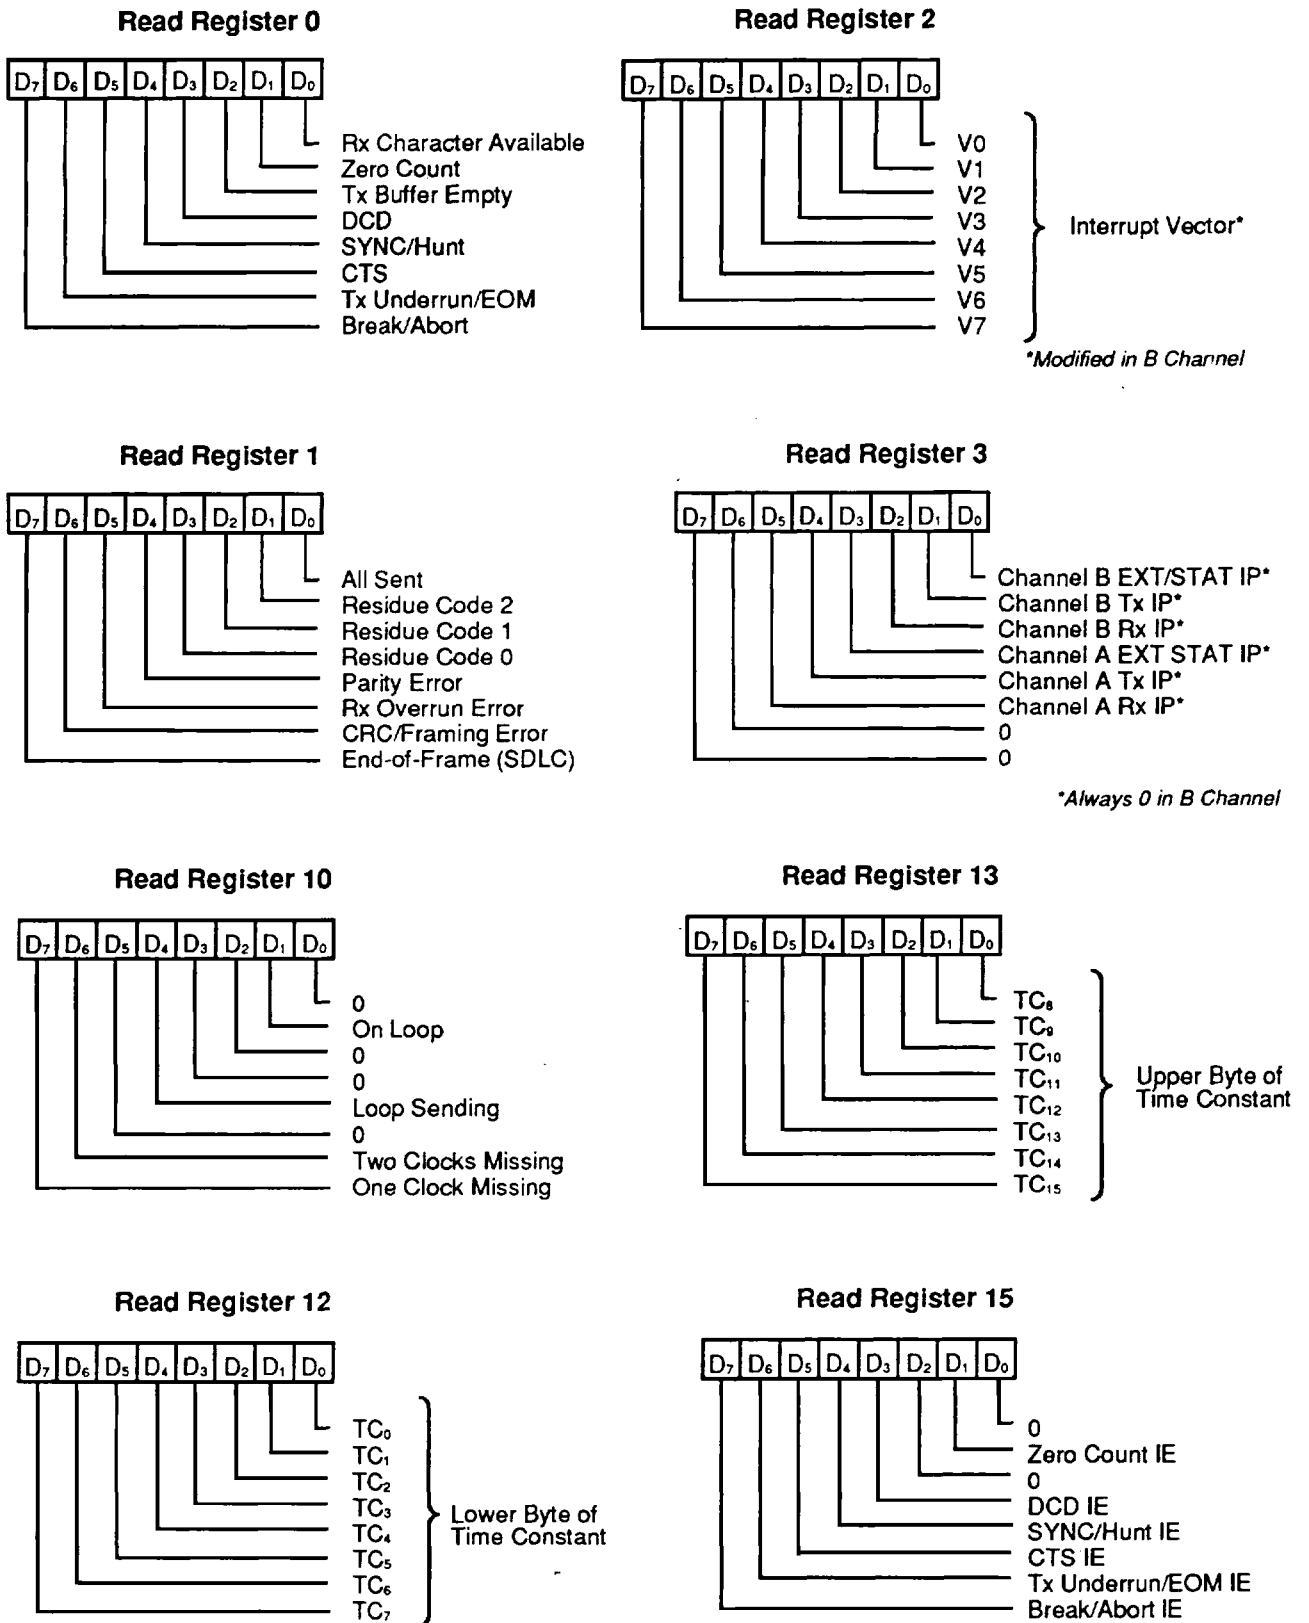 Read Register 0
D₇ D₆ D₅ D₄ D₃ D₂ D₁ D₀
Rx Character Available
Zero Count
Tx Buffer Empty
DCD
SYNC/Hunt
CTS
Tx Underrun/EOM
Break/Abort
Read Register 2
D₇ D₆ D₅ D₄ D₃ D₂ D₁ D₀
V0
V1
V2
V3
V4
V5
V6
V7
Interrupt Vector*
*Modified in B Channel
Read Register 1
D₇ D₆ D₅ D₄ D₃ D₂ D₁ D₀
All Sent
Residue Code 2
Residue Code 1
Residue Code 0
Parity Error
Rx Overrun Error
CRC/Framing Error
End-of-Frame (SDLC)
Read Register 3
D₇ D₆ D₅ D₄ D₃ D₂ D₁ D₀
Channel B EXT/STAT IP*
Channel B Tx IP*
Channel B Rx IP*
Channel A EXT STAT IP*
Channel A Tx IP*
Channel A Rx IP*
0
0
*Always 0 in B Channel
Read Register 10
D₇ D₆ D₅ D₄ D₃ D₂ D₁ D₀
0
On Loop
0
0
Loop Sending
0
Two Clocks Missing
One Clock Missing
Read Register 13
D₇ D₆ D₅ D₄ D₃ D₂ D₁ D₀
TC₈
TC₉
TC₁₀
TC₁₁
TC₁₂
TC₁₃
TC₁₄
TC₁₅
Upper Byte of
Time Constant
Read Register 12
D₇ D₆ D₅ D₄ D₃ D₂ D₁ D₀
TC₀
TC₁
TC₂
TC₃
TC₄
TC₅
TC₆
TC₇
Lower Byte of
Time Constant
Read Register 15
D₇ D₆ D₅ D₄ D₃ D₂ D₁ D₀
0
Zero Count IE
0
DCD IE
SYNC/Hunt IE
CTS IE
Tx Underrun/EOM IE
Break/Abort IE